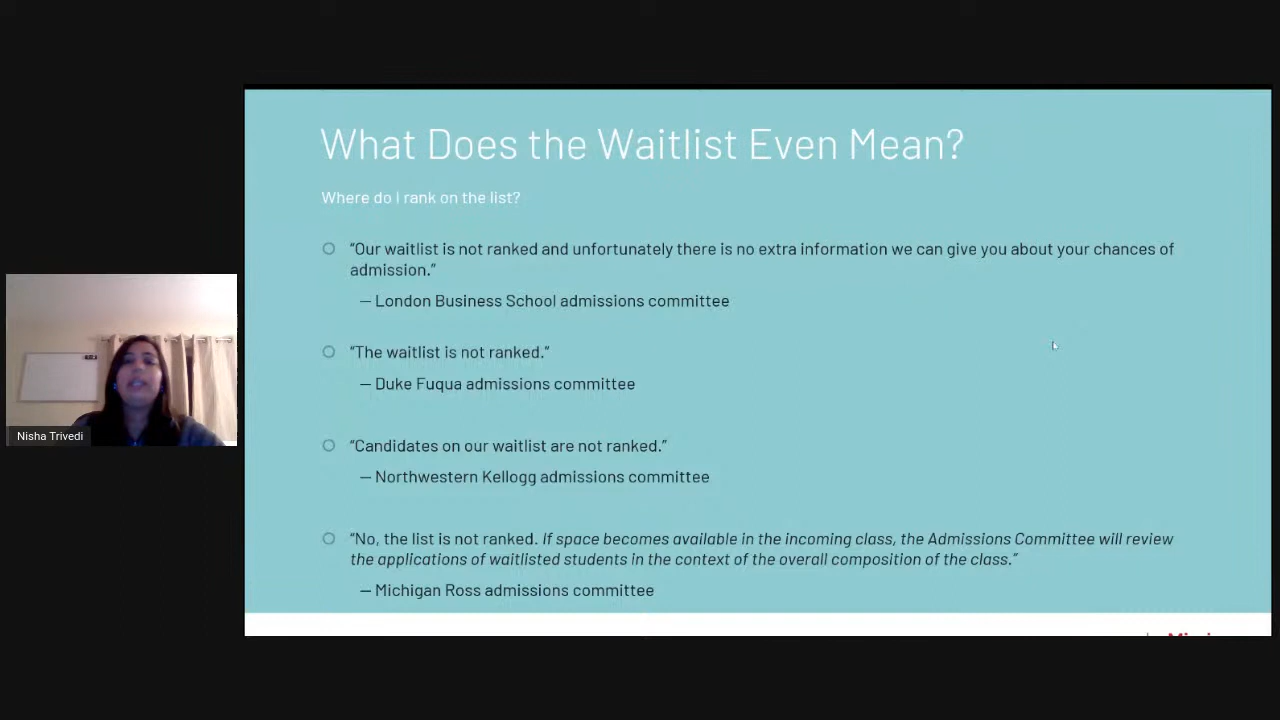 What Does the Waitlist Even Mean?
Where do I rank on the list?
“Our waitlist is not ranked and unfortunately there is no extra information we can give you about your chances of
admission.”
— London Business School admissions committee
“The waitlist is not ranked.”
— Duke Fuqua admissions committee
“Candidates on our waitlist are not ranked.”
— Northwestern Kellogg admissions committee
“No, the list is not ranked. If space becomes available in the incoming class, the Admissions Committee will review
the applications of waitlisted students in the context of the overall composition of the class.”
— Michigan Ross admissions committee
Nisha Trivedi